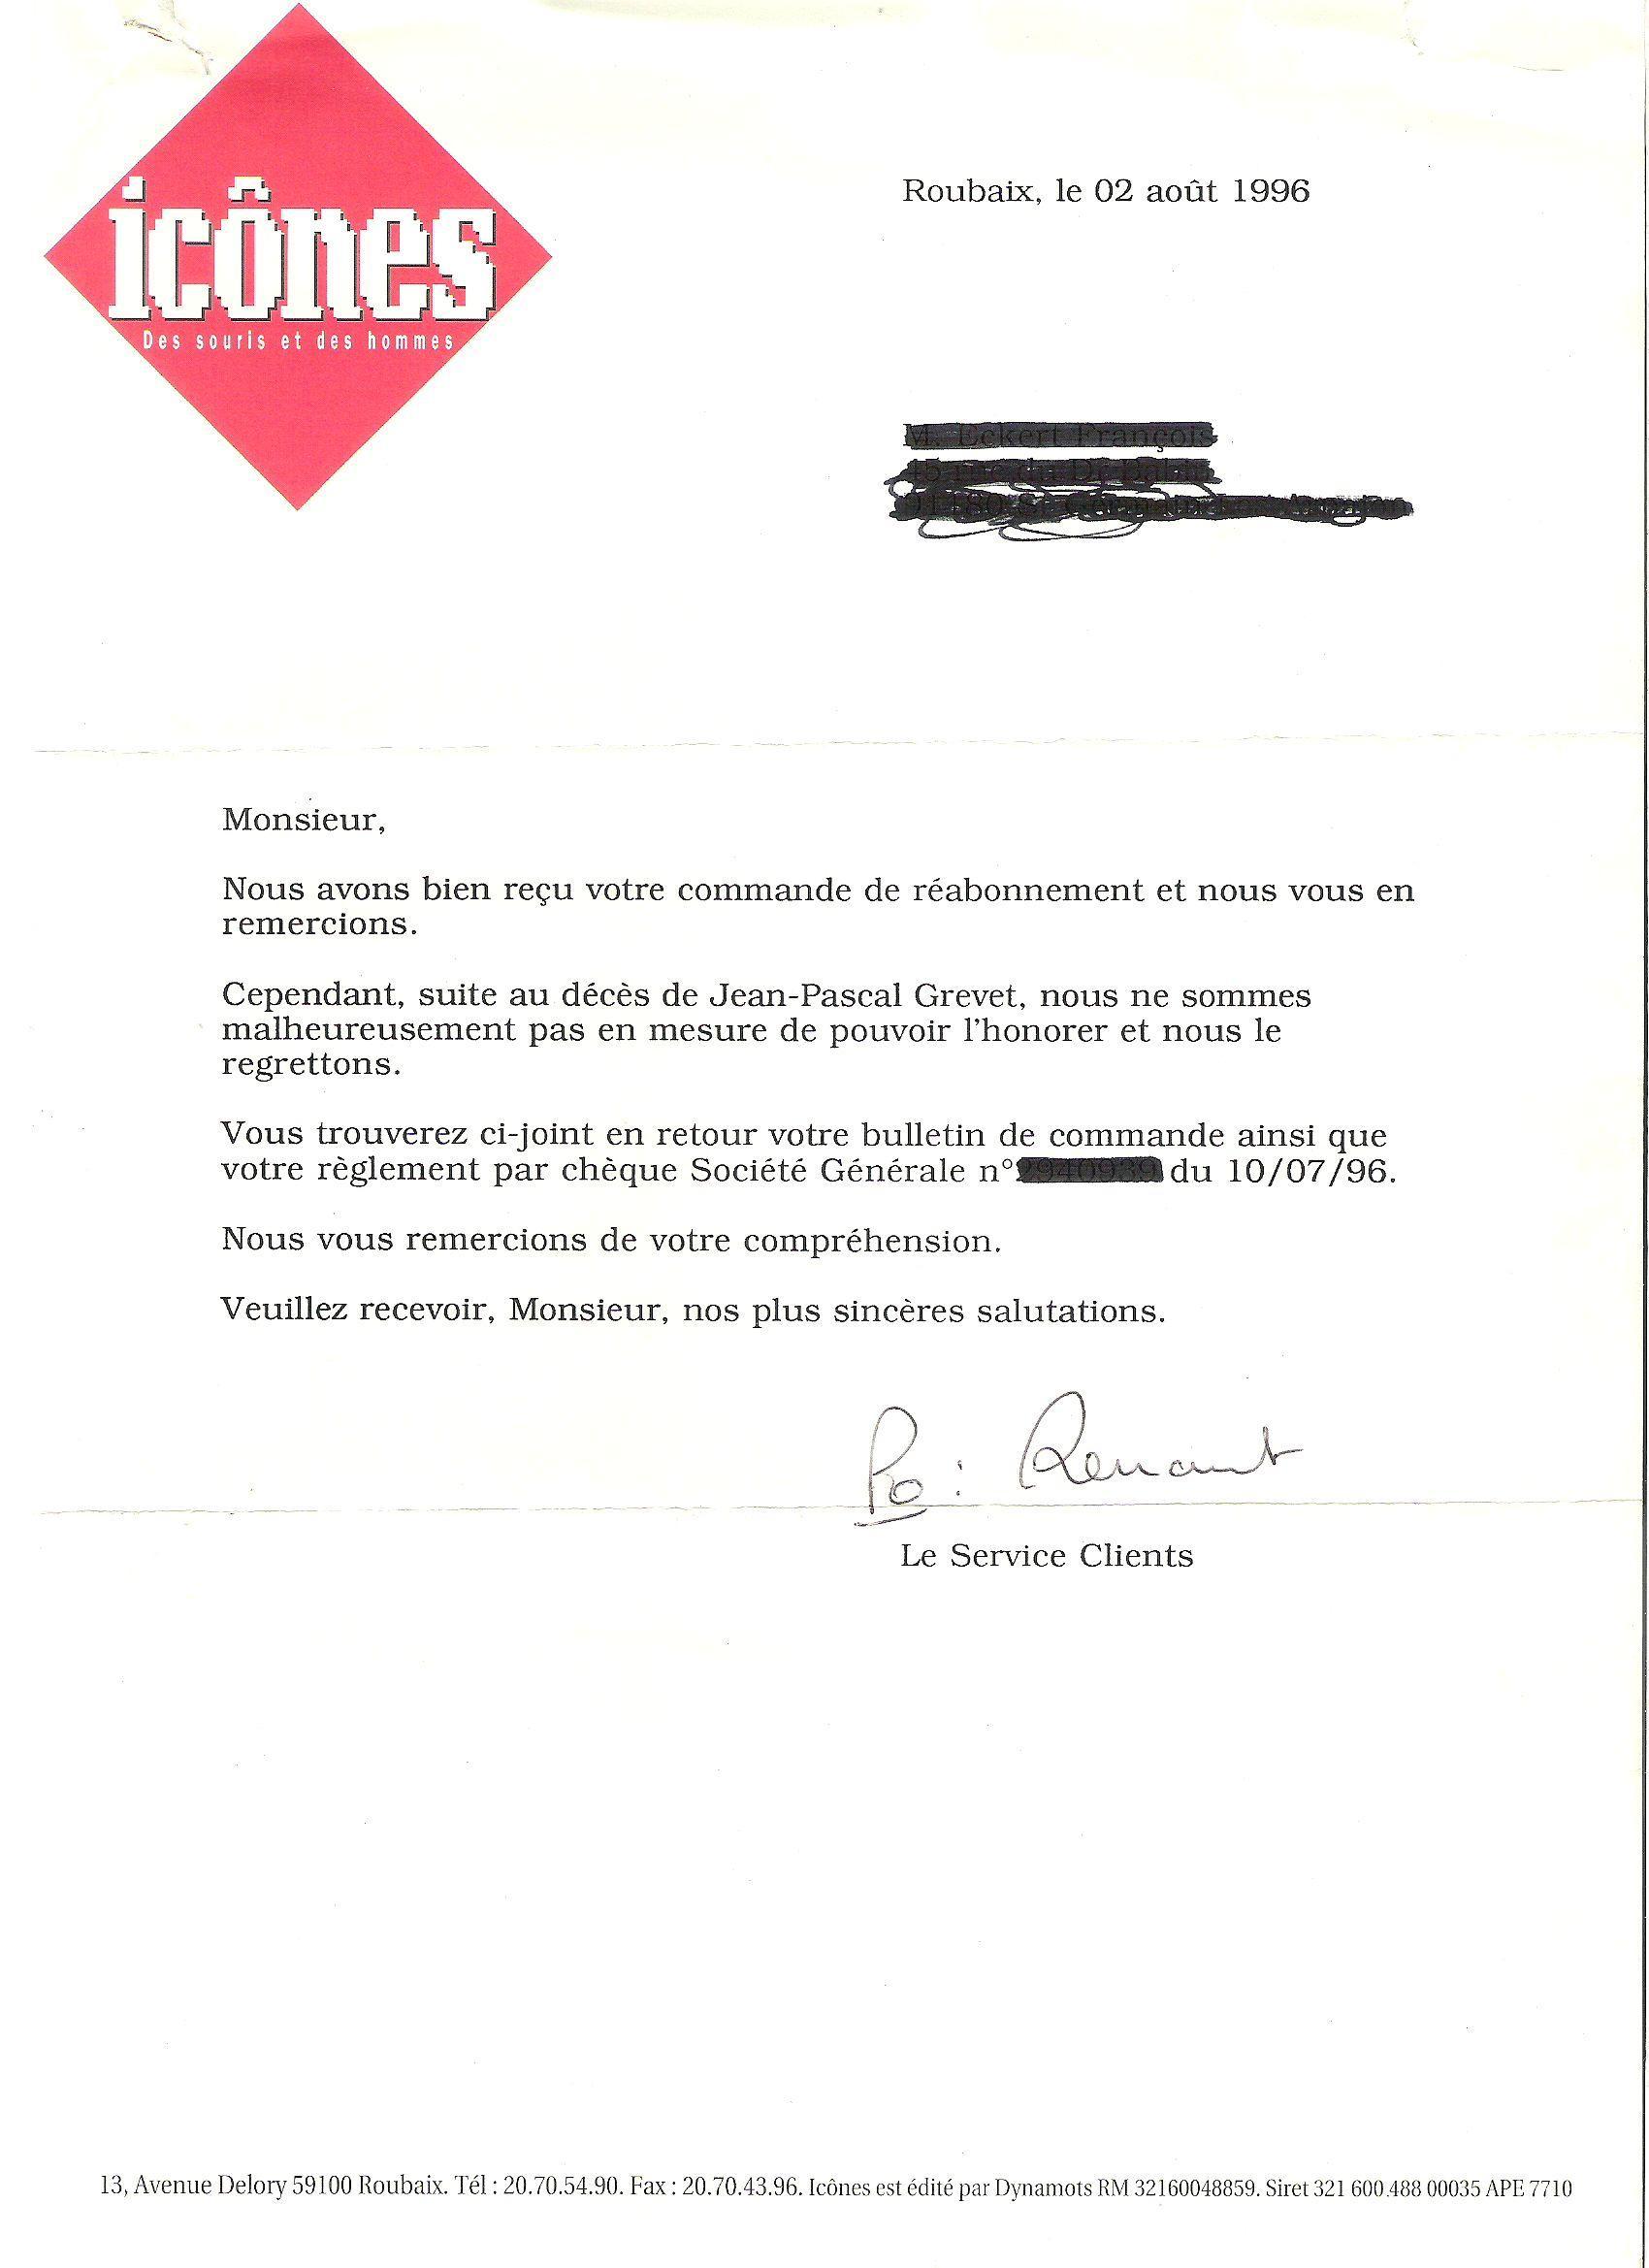 icônes
Des souris et des hommes
Roubaix, le 02 août 1996
Monsieur,
Nous avons bien reçu votre commande de réabonnement et nous vous en
remercions.
Cependant, suite au décès de Jean-Pascal Grevet, nous ne sommes
malheureusement pas en mesure de pouvoir l'honorer et nous le
regrettons.
Vous trouverez ci-joint en retour votre bulletin de commande ainsi que
votre règlement par chèque Société Générale n° du 10/07/96.
Nous vous remercions de votre compréhension.
Veuillez recevoir, Monsieur, nos plus sincères salutations.
Po : Renaut
Le Service Clients
13, Avenue Delory 59100 Roubaix. Tél : 20.70.54.90. Fax : 20.70.43.96. Icônes est édité par Dynamots RM 32160048859. Siret 321 600 488 00035 APE 7710